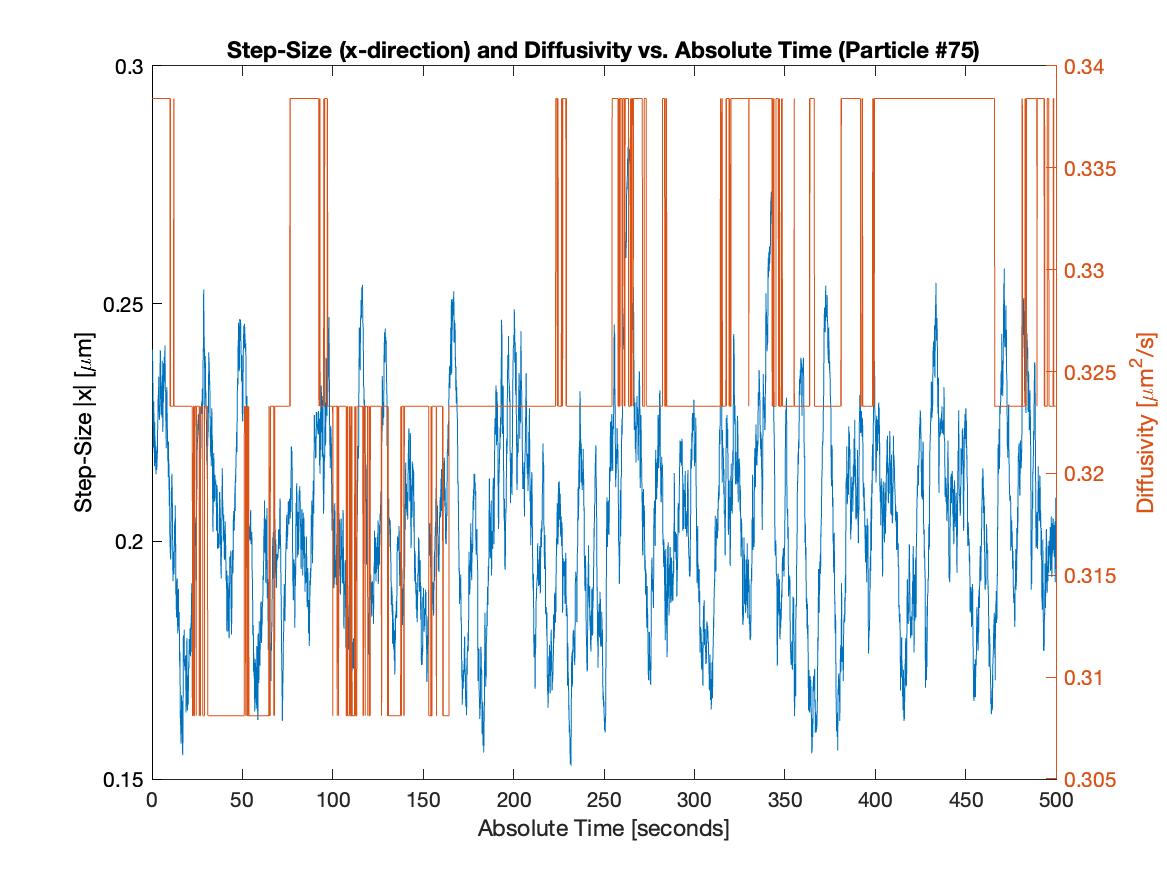 Step-Size (x-direction) and Diffusivity vs. Absolute Time (Particle #75)
0.3
0.25
0.2
0.15
Step-Size |x| [μm]
0.34
0.335
0.33
0.325
0.32
0.315
0.31
0.305
Diffusivity [μm²/s]
0 50 100 150 200 250 300 350 400 450 500
Absolute Time [seconds]